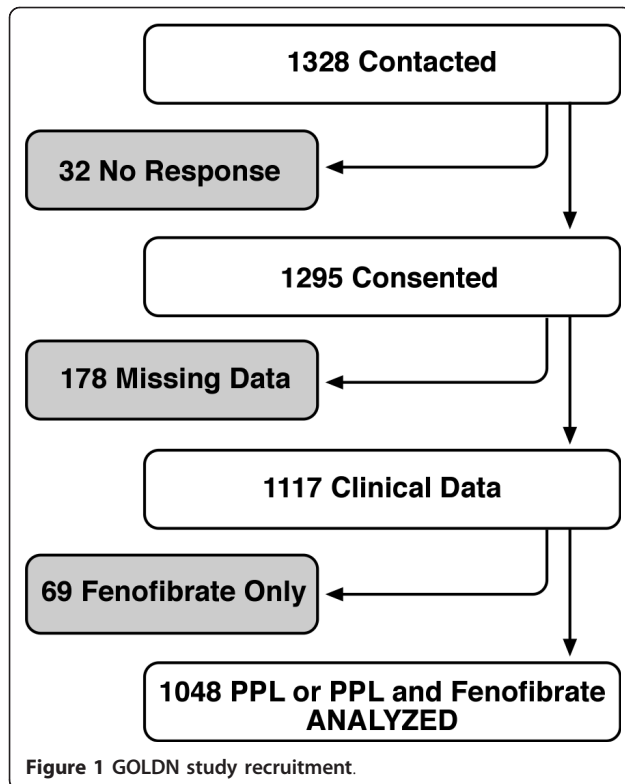 1328 Contacted
32 No Response
1295 Consented
178 Missing Data
1117 Clinical Data
69 Fenofibrate Only
1048 PPL or PPL and Fenofibrate
ANALYZED
Figure 1 GOLDN study recruitment.